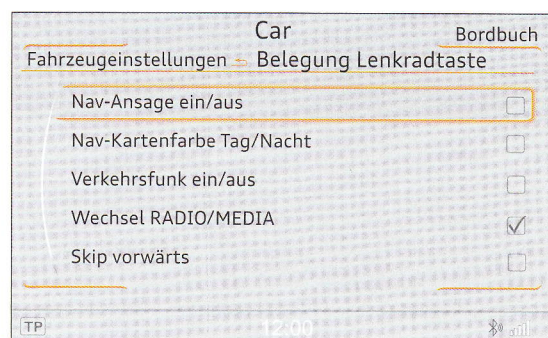 Car
Bordbuch
Fahrzeugeinstellungen Belegung Lenkradtaste
Nav-Ansage ein/aus
Nav-Kartenfarbe Tag/Nacht
Verkehrsfunk ein/aus
Wechsel RADIO/MEDIA
Skip vorwärts
TP 12:00